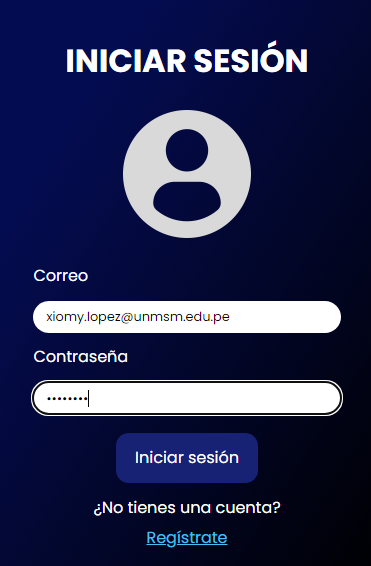 INICIAR SESIÓN
Correo
xiomy.lopez@unmsm.edu.pe
Contraseña
••••••••
Iniciar sesión
¿No tienes una cuenta?
Regístrate